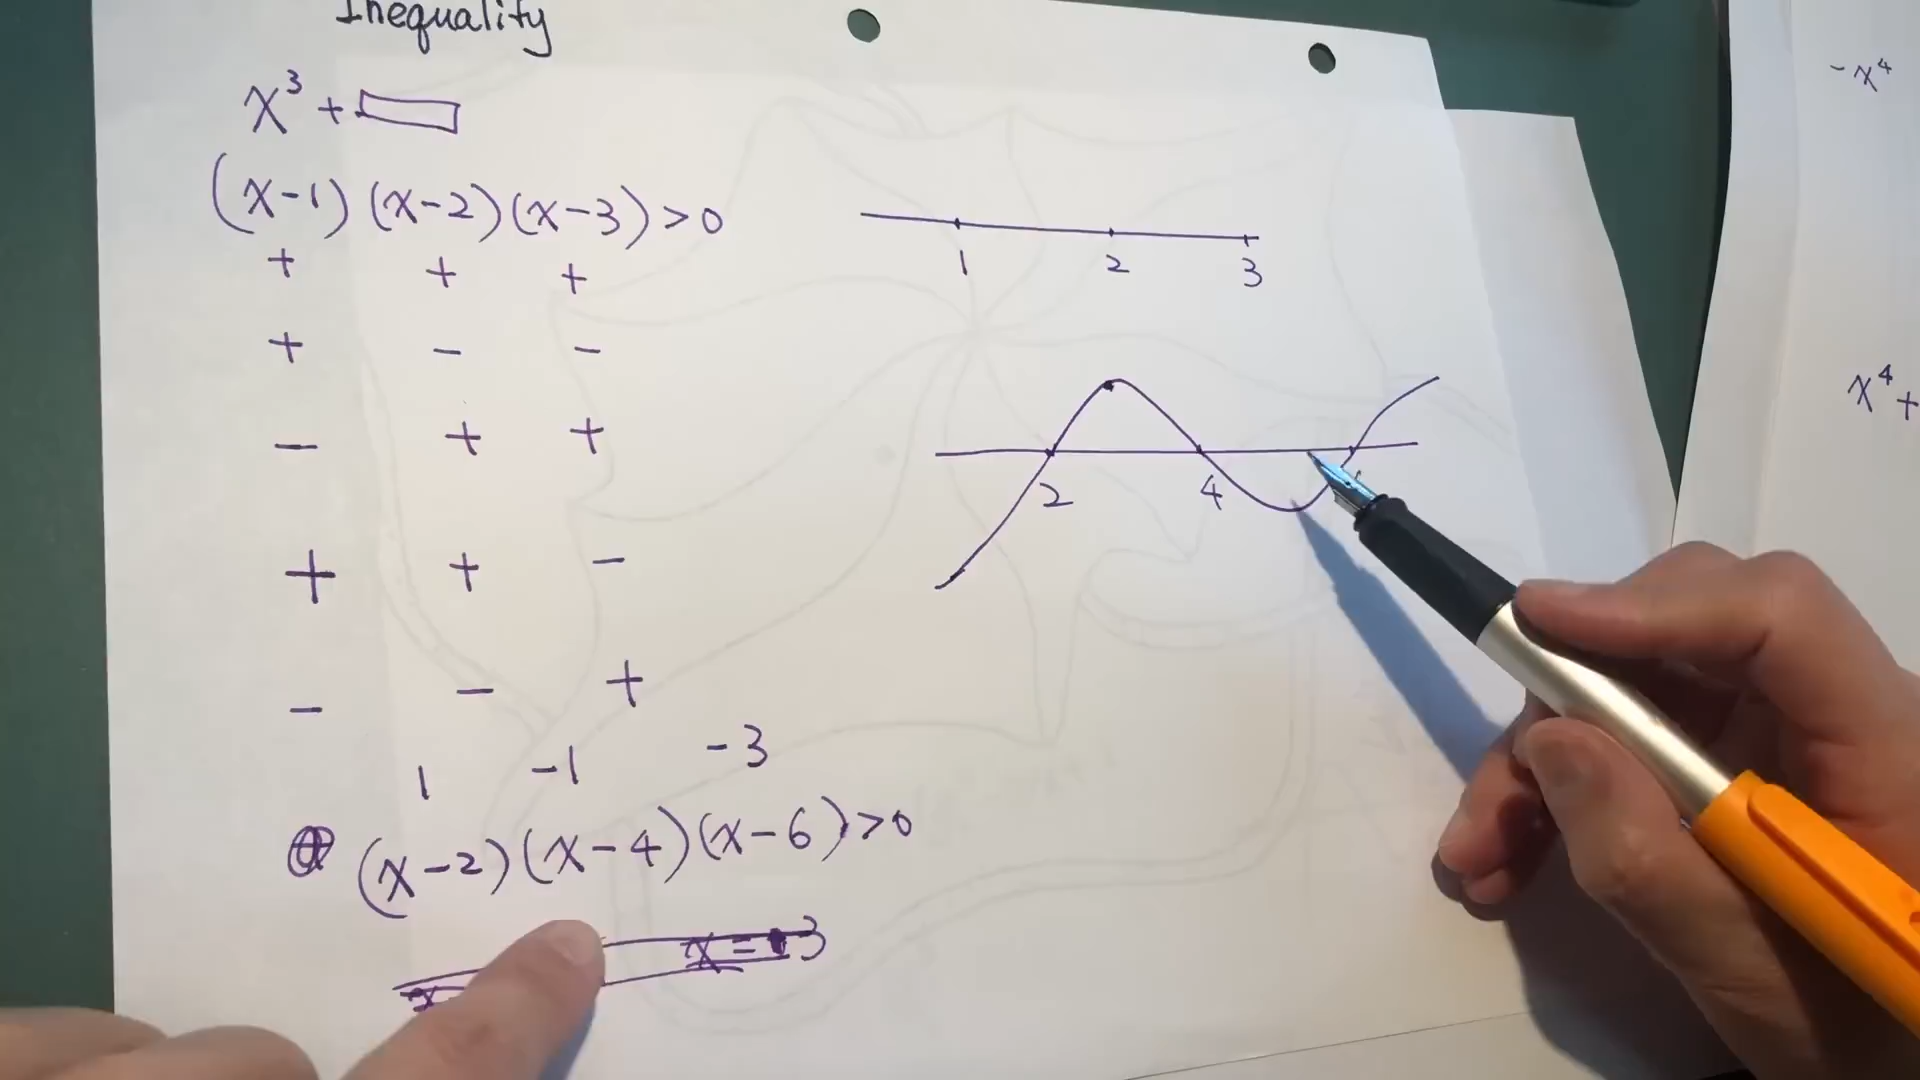 Inequality
x³ + 
(x-1) (x-2) (x-3) > 0
+ + +
+ - -
- + +
+ + -
- - +
1 -1 -3
(x-2) (x-4) (x-6) > 0
x = 3
x
1 2 3
2 4
-x⁴
x⁴ +